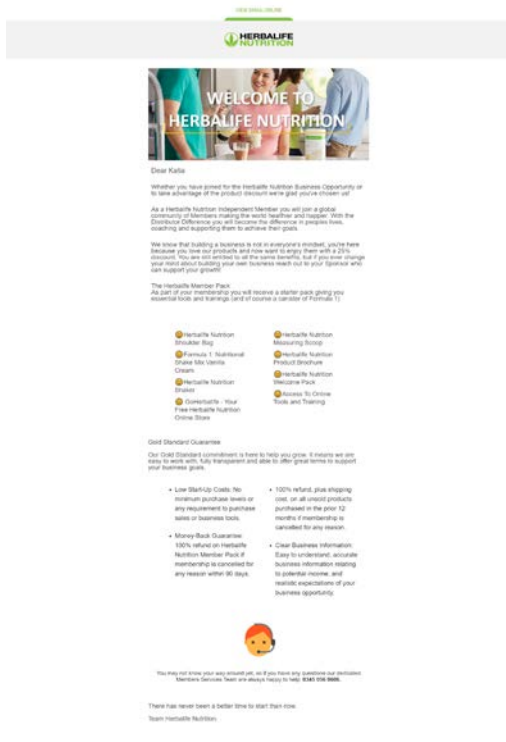 VIEW EMAIL ONLINE
HERBALIFE
NUTRITION
WELCOME TO
HERBALIFE NUTRITION
Dear Katie
Whether you have joined for the Herbalife Nutrition Business Opportunity or
to take advantage of the product discount we're glad you've chosen us!
As a Herbalife Nutrition Independent Member you will join a global
community of Members making the world healthier and happier. With the
Distributor Difference you will become the difference in peoples lives,
coaching and supporting them to achieve their goals.
We know that building a business is not in everyone's mindset, you're here
because you love our products and now want to enjoy them with a 25%
discount. You are still entitled to all the same benefits, but if you ever change
your mind about building your own business reach out to your Sponsor who
can support your growth!
The Herbalife Member Pack
As part of your membership you will receive a starter pack giving you
essential tools and trainings (and of course a canister of Formula 1)
Herbalife Nutrition
Shoulder Bag
Formula 1: Nutritional
Shake Mix Vanilla
Cream
Herbalife Nutrition
Shaker
GoHerbalife - Your
Free Herbalife Nutrition
Online Store
Herbalife Nutrition
Measuring Scoop
Herbalife Nutrition
Product Brochure
Herbalife Nutrition
Welcome Pack
Access To Online
Tools and Training
Gold Standard Guarantee
Our Gold Standard commitment is here to help you grow. It means we are
easy to work with, fully transparent and able to offer great terms to support
your business goals.
• Low Start-Up Costs: No
minimum purchase levels or
any requirement to purchase
sales or business tools.
• Money-Back Guarantee:
100% refund on Herbalife
Nutrition Member Pack if
membership is cancelled for
any reason within 90 days.
• 100% refund, plus shipping
cost, on all unsold products
purchased in the prior 12
months if membership is
cancelled for any reason.
• Clear Business Information:
Easy to understand, accurate
business information relating
to potential income, and
realistic expectations of your
business opportunity.
You may not know your way around yet, so if you have any questions our dedicated
Members Services Team are always happy to help: 0345 056 0606.
There has never been a better time to start than now.
Team Herbalife Nutrition